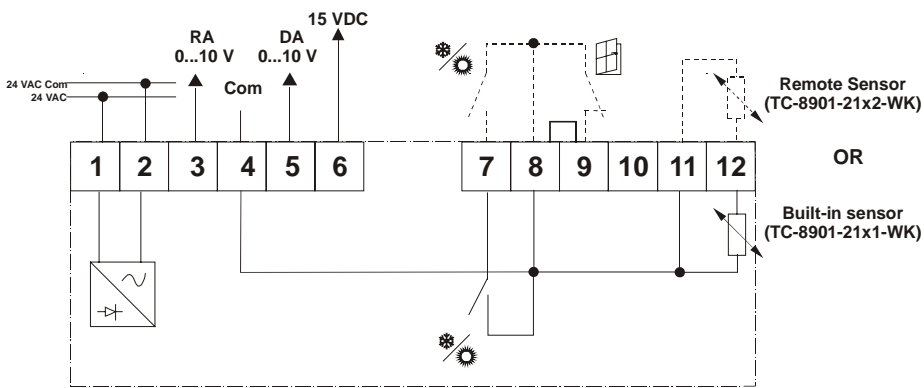 15 VDC
RA
0...10 V
DA
0...10 V
24 VAC Com
24 VAC
Com
Remote Sensor
(TC-8901-21x2-WK)
1 2 3 4 5 6 7 8 9 10 11 12
OR
Built-in sensor
(TC-8901-21x1-WK)